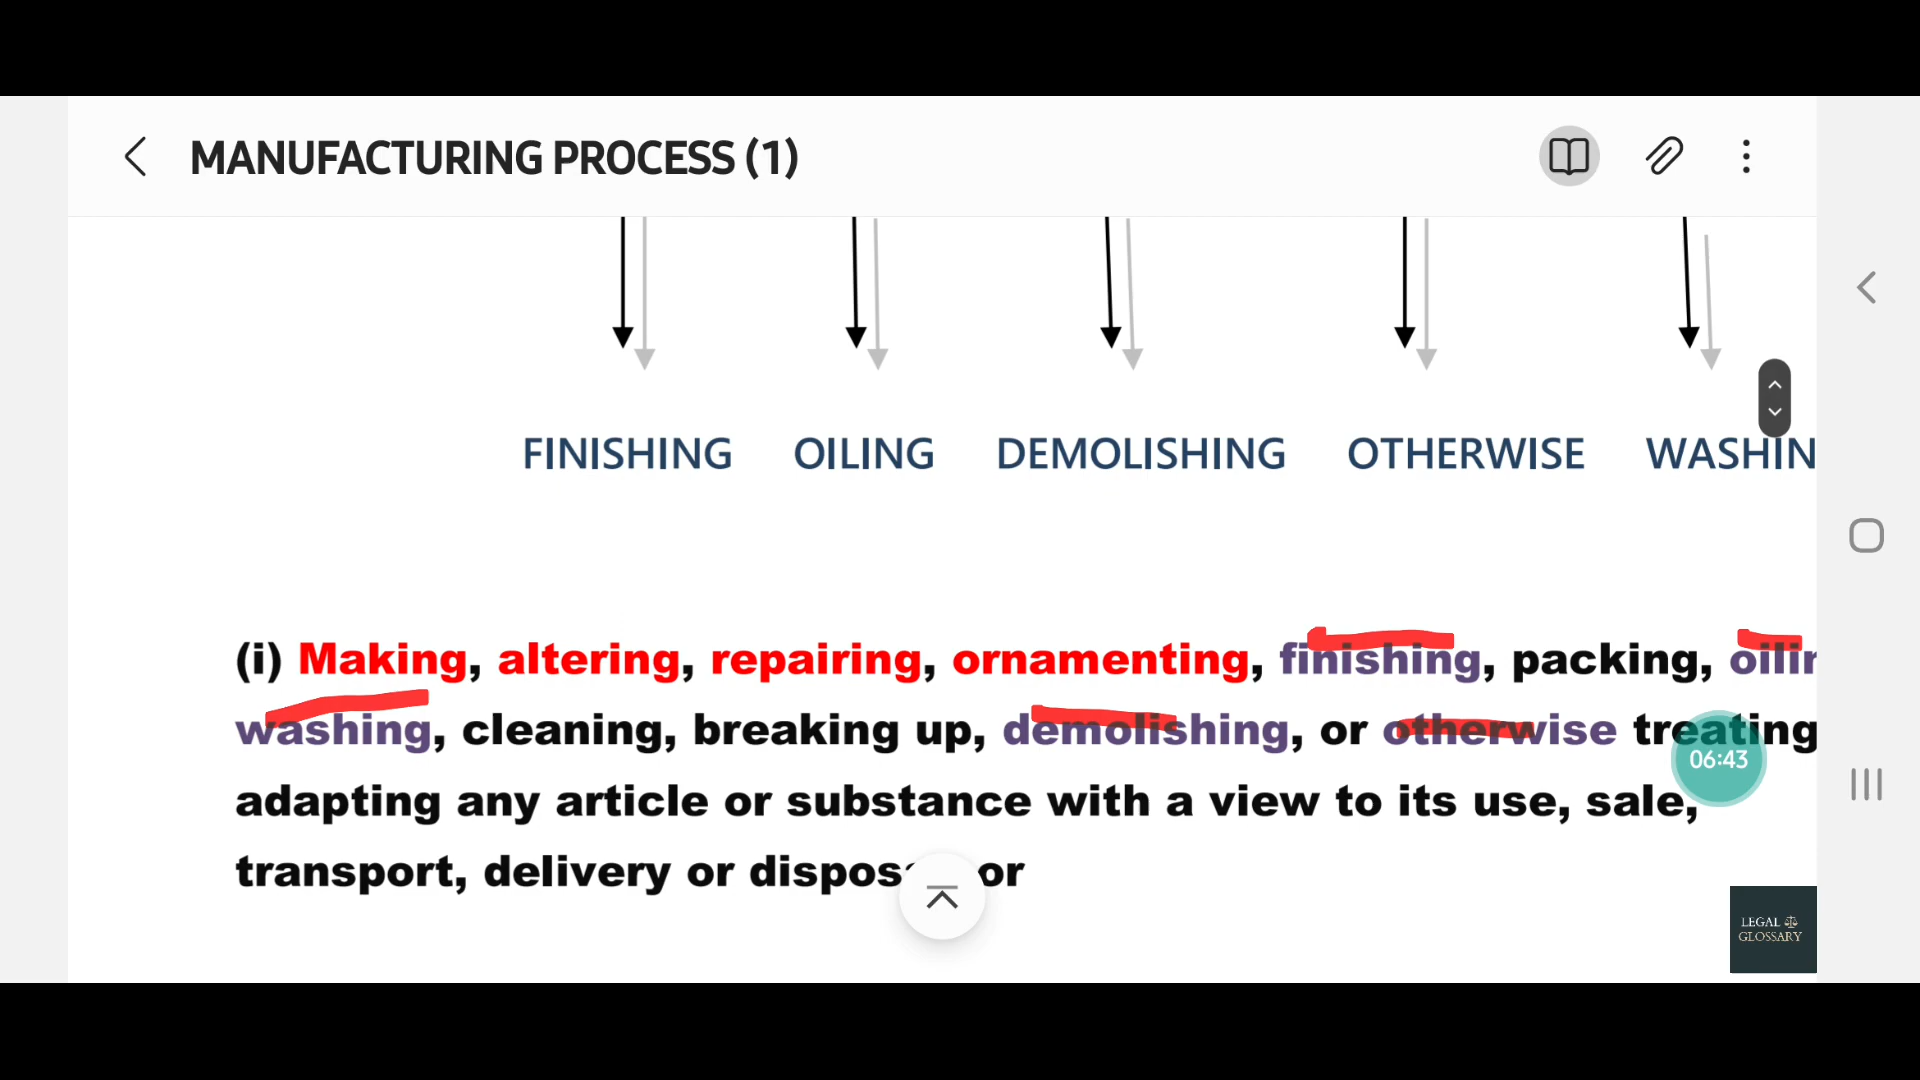 MANUFACTURING PROCESS (1)
FINISHING OILING DEMOLISHING OTHERWISE WASHIN
(i) Making, altering, repairing, ornamenting, finishing, packing, oilin
washing, cleaning, breaking up, demolishing, or otherwise treating
06:43
adapting any article or substance with a view to its use, sale,
transport, delivery or dispos or
LEGAL
GLOSSARY